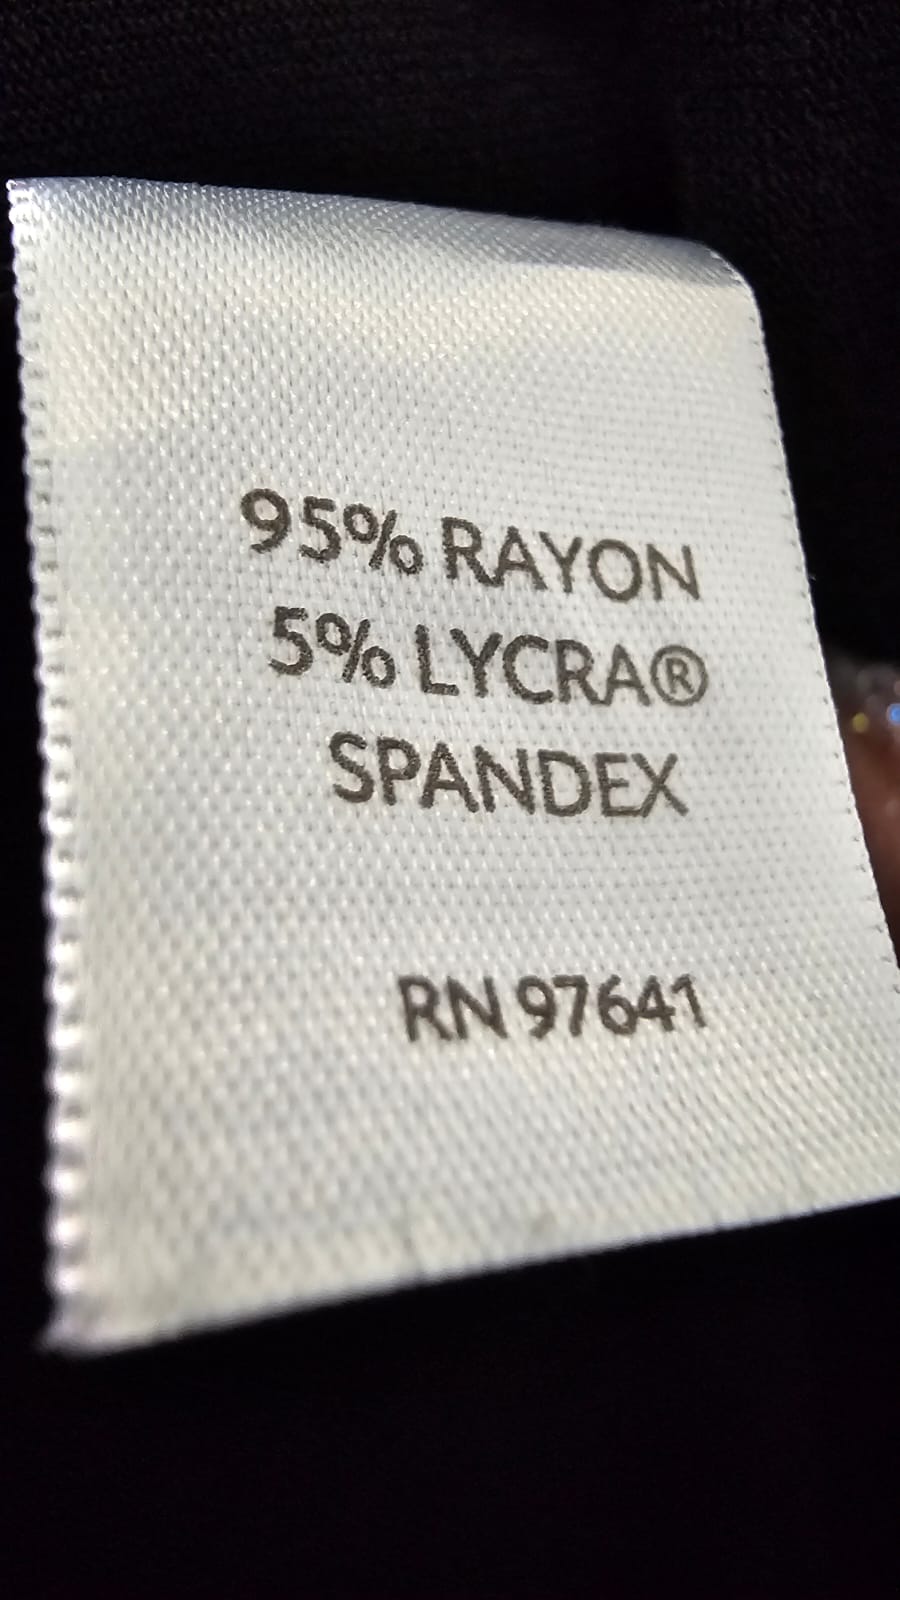 95% RAYON
5% LYCRA®
SPANDEX
RN 97641